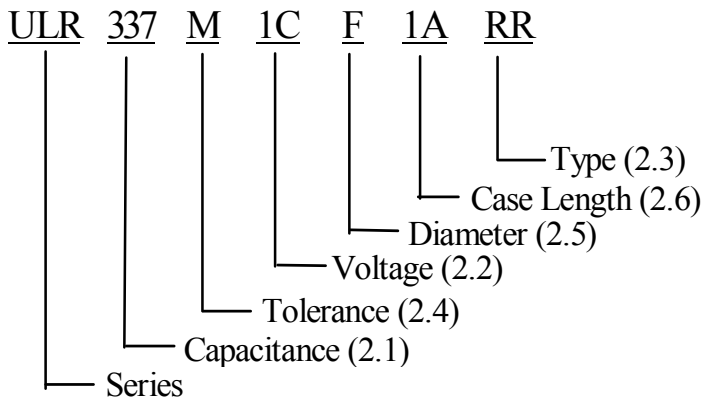 ULR 337 M 1C F 1A RR
Type (2.3)
Case Length (2.6)
Diameter (2.5)
Voltage (2.2)
Tolerance (2.4)
Capacitance (2.1)
Series